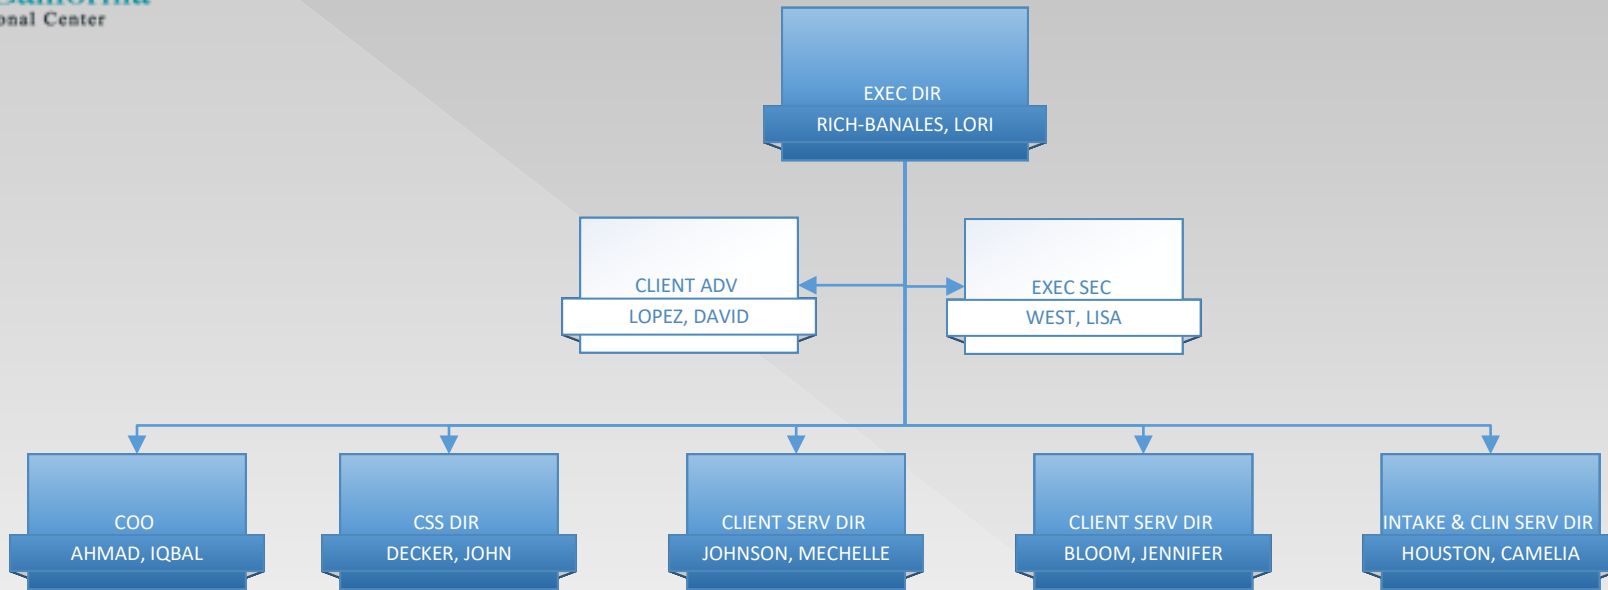 California
onal Center
EXEC DIR
RICH-BANALES, LORI
CLIENT ADV
LOPEZ, DAVID
EXEC SEC
WEST, LISA
COO
AHMAD, IQBAL
CSS DIR
DECKER, JOHN
CLIENT SERV DIR
JOHNSON, MECHELLE
CLIENT SERV DIR
BLOOM, JENNIFER
INTAKE & CLIN SERV DIR
HOUSTON, CAMELIA